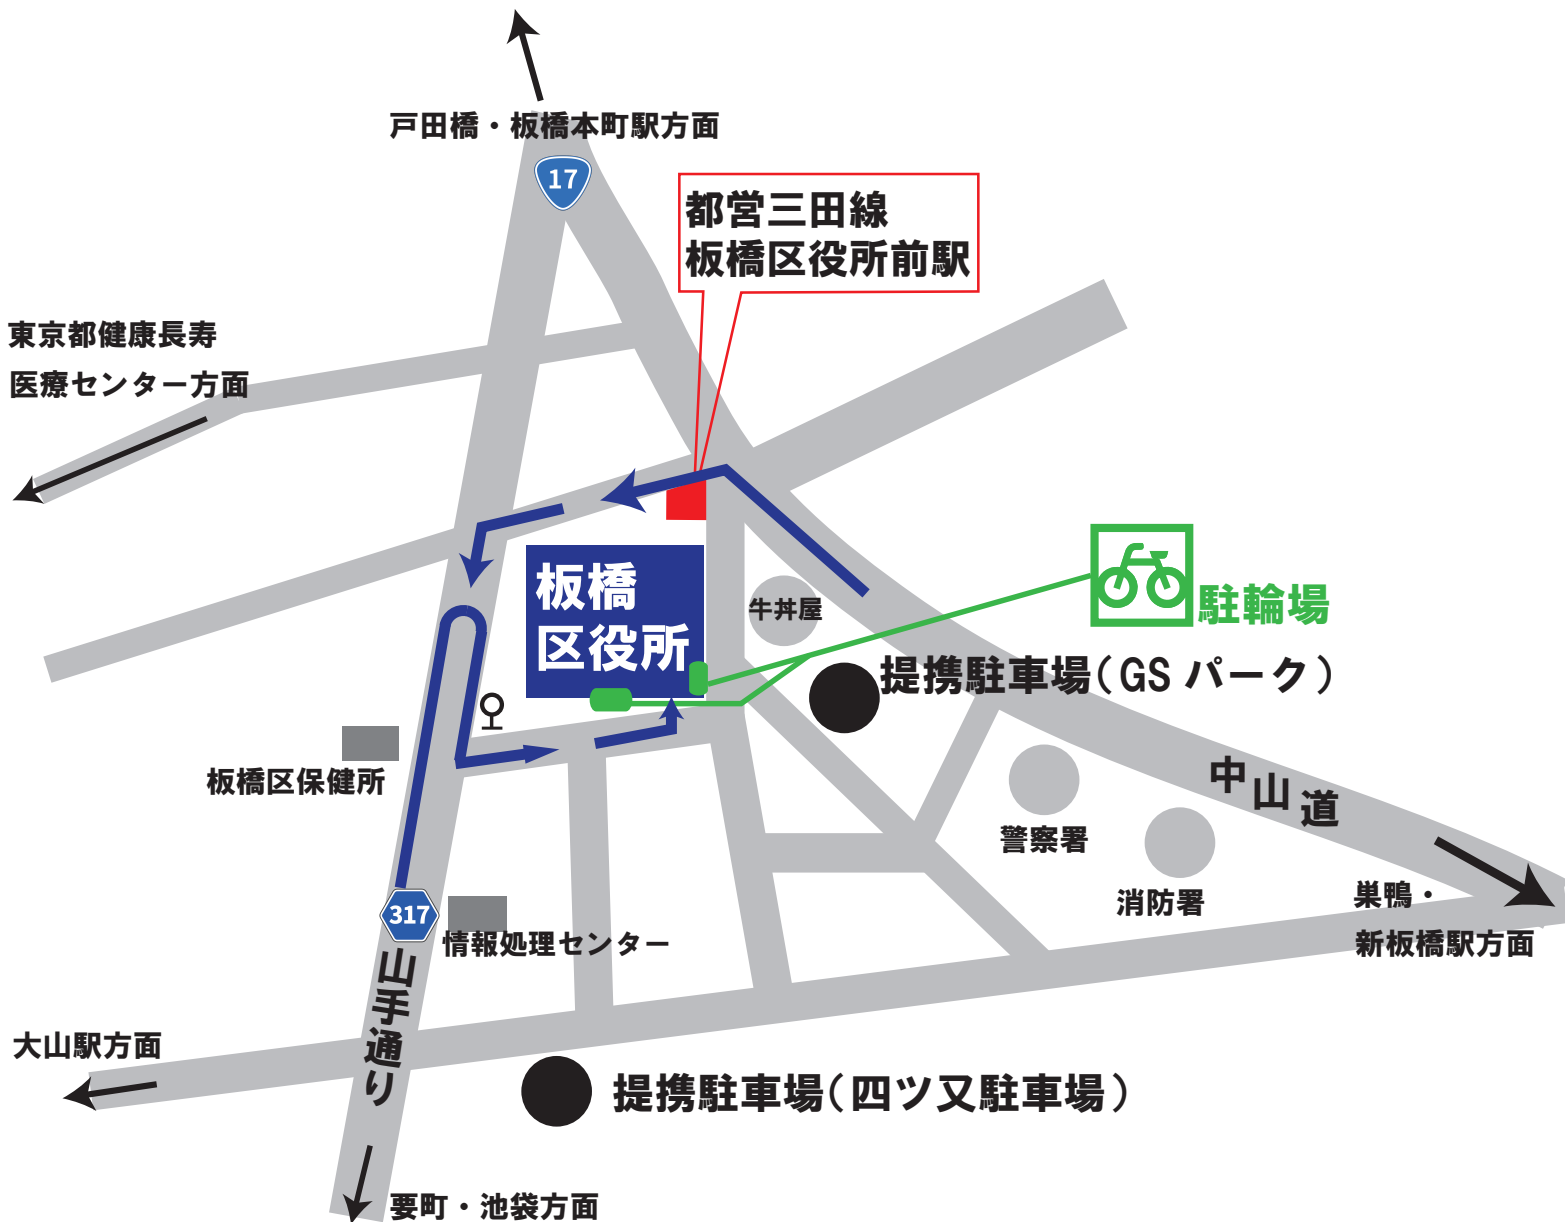 戸田橋・板橋本町駅方面
17
都営三田線
板橋区役所前駅
東京都健康長寿
医療センター方面
板橋
区役所
牛丼屋
駐輪場
提携駐車場(GS パーク)
板橋区保健所
中山道
警察署
消防署
巣鴨・
新板橋駅方面
317
情報処理センター
山手通り
大山駅方面
提携駐車場(四ツ又駐車場)
要町・池袋方面